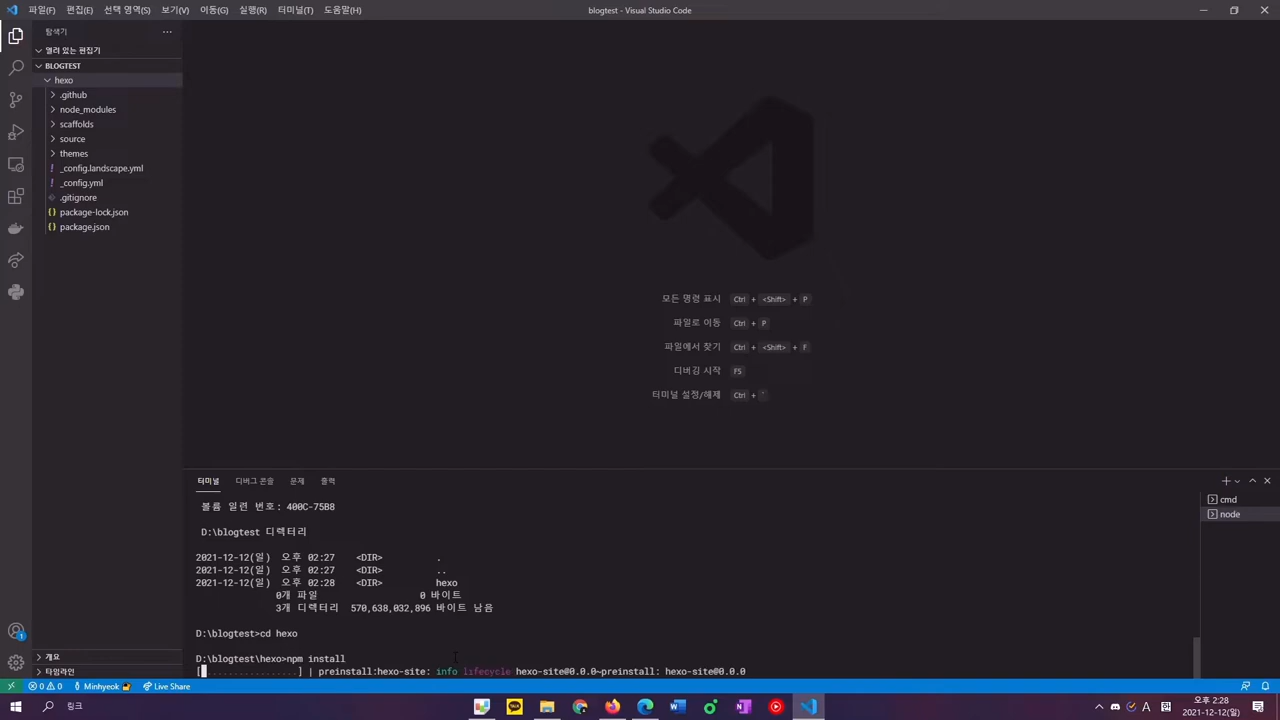 파일(F) 편집(E) 선택 영역(S) 보기(V) 이동(G) 실행(R) 터미널(T) 도움말(H)
blogtest - Visual Studio Code
탐색기
열려 있는 편집기
BLOGTEST
hexo
.github
node_modules
scaffolds
source
themes
_config.landscape.yml
_config.yml
.gitignore
package-lock.json
package.json
모든 명령 표시 Ctrl + <Shift> + P
파일로 이동 Ctrl + P
파일에서 찾기 Ctrl + <Shift> + F
디버깅 시작 F5
터미널 설정/해제 Ctrl + `
터미널 디버그 콘솔 문제 출력
cmd
node
볼륨 일련 번호: 400C-75B8
D:\blogtest 디렉터리
2021-12-12(일) 오후 02:27 <DIR> .
2021-12-12(일) 오후 02:27 <DIR> ..
2021-12-12(일) 오후 02:28 <DIR> hexo
0개 파일 0 바이트
3개 디렉터리 570,638,032,896 바이트 남음
D:\blogtest>cd hexo
D:\blogtest\hexo>npm install
[ ................] | preinstall:hexo-site: info lifecycle hexo-site@0.0.0~preinstall: hexo-site@0.0.0
개요
타임라인
1
0 0 Minhyeok Live Share
링크
TALK
오후 2:28
2021-12-12(일)